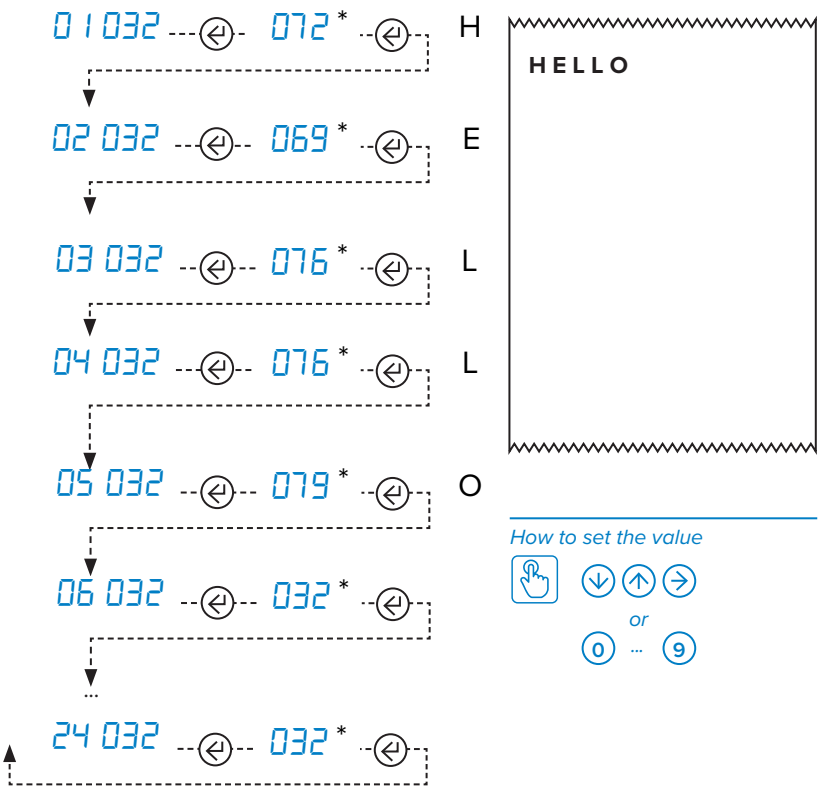 01 032 072 * H
HELLO
02 032 069 * E
03 032 076 * L
04 032 076 * L
05 032 079 * O
How to set the value
06 032 032 *
or
0 ... 9
...
24 032 032 *